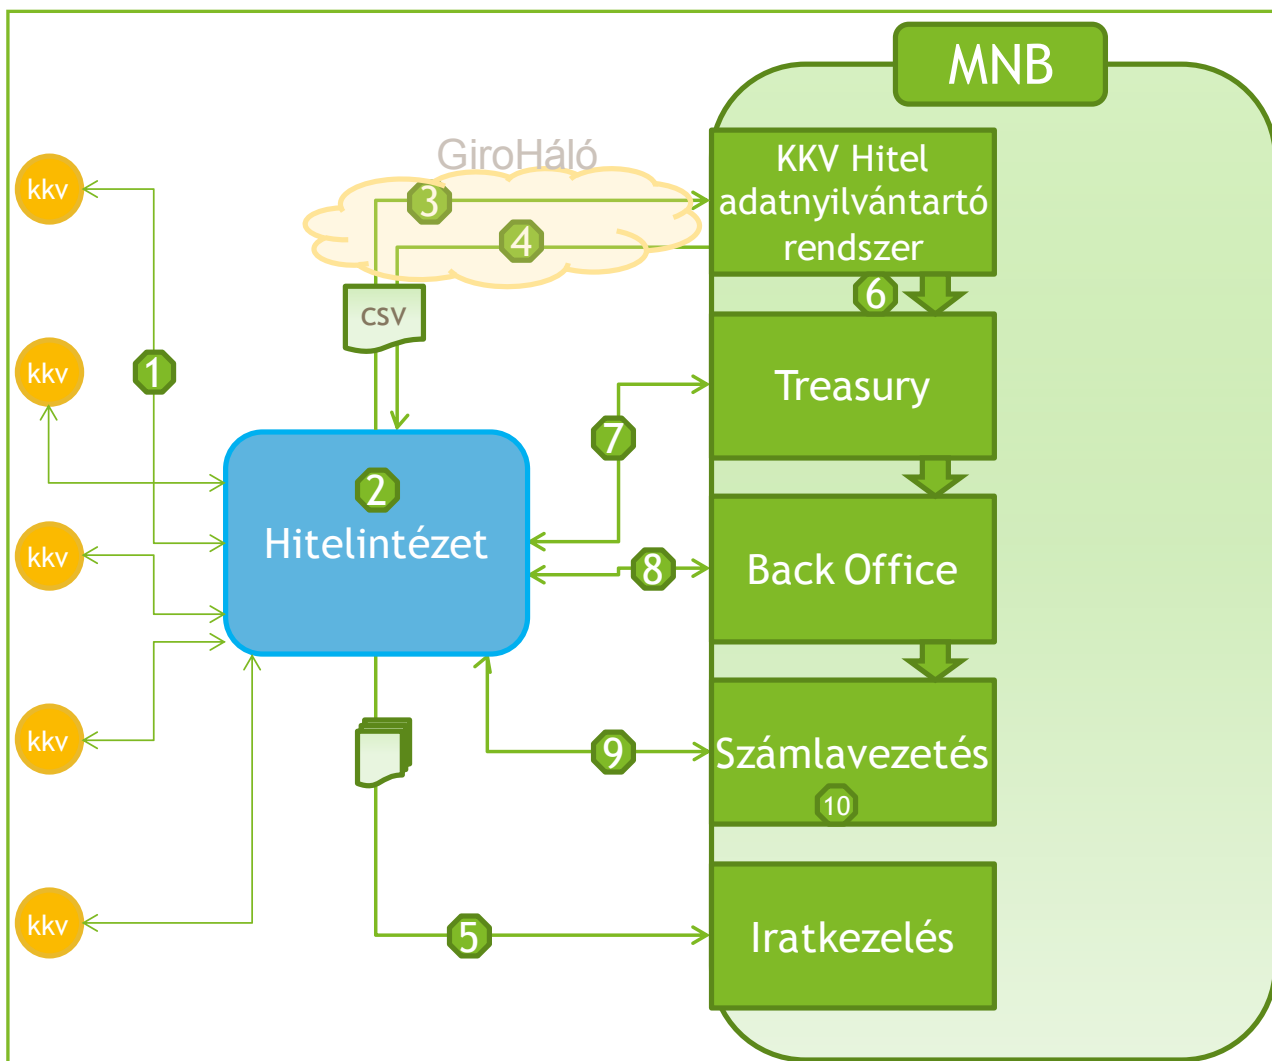 MNB
GiroHáló
KKV Hitel
adatnyilvántartó
rendszer
kkv
3
4
6
csv
kkv
1
Treasury
7
2
Hitelintézet
kkv
8
Back Office
kkv
9
Számlavezetés
10
kkv
5
Iratkezelés